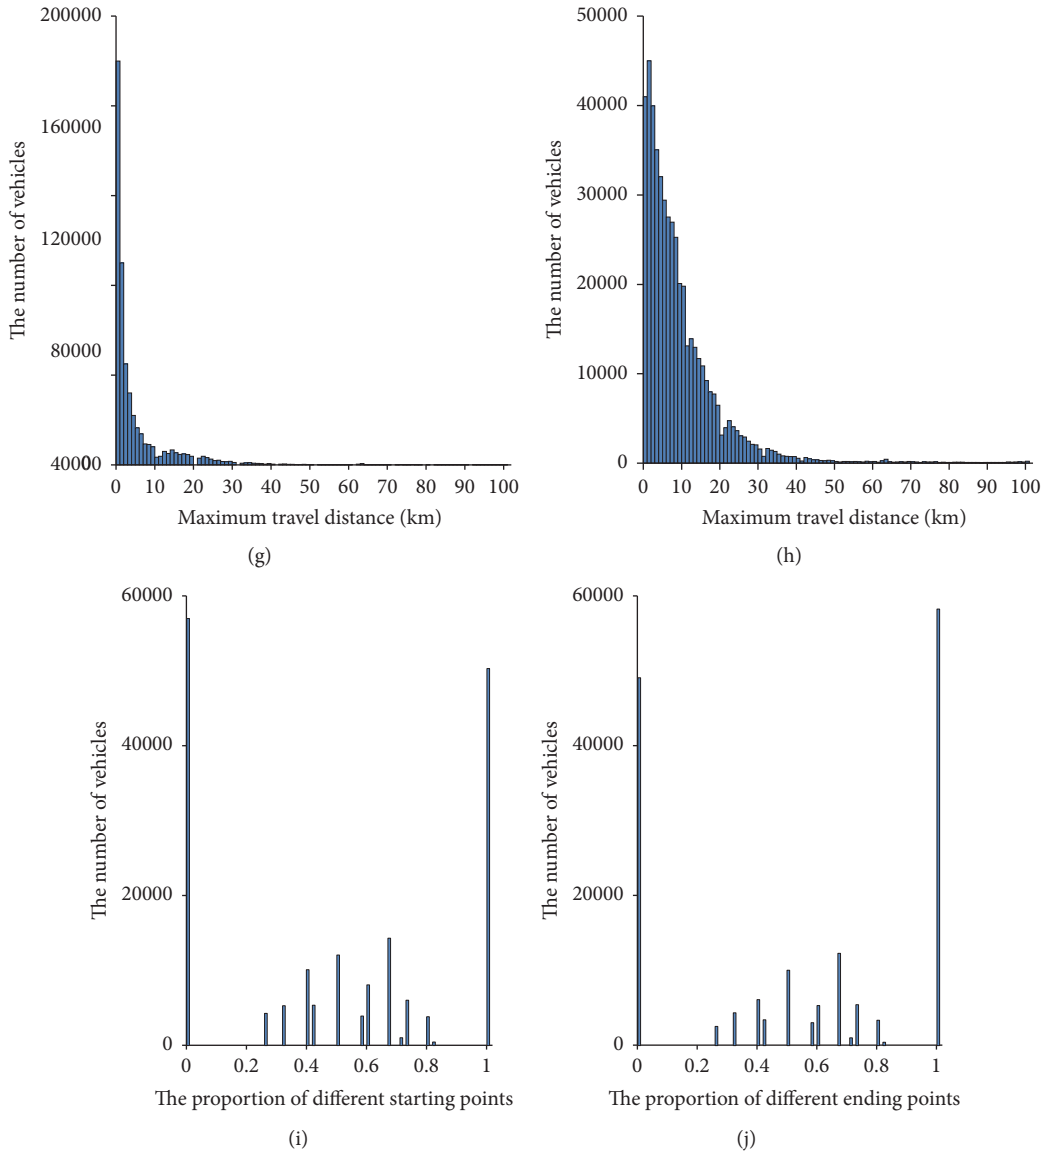 200000
160000
120000
80000
40000
0
The number of vehicles
0 10 20 30 40 50 60 70 80 90 100
Maximum travel distance (km)
(g)
50000
40000
30000
20000
10000
0
The number of vehicles
0 10 20 30 40 50 60 70 80 90 100
Maximum travel distance (km)
(h)
60000
40000
20000
0
The number of vehicles
0 0.2 0.4 0.6 0.8 1
The proportion of different starting points
(i)
60000
40000
20000
0
The number of vehicles
0 0.2 0.4 0.6 0.8 1
The proportion of different ending points
(j)